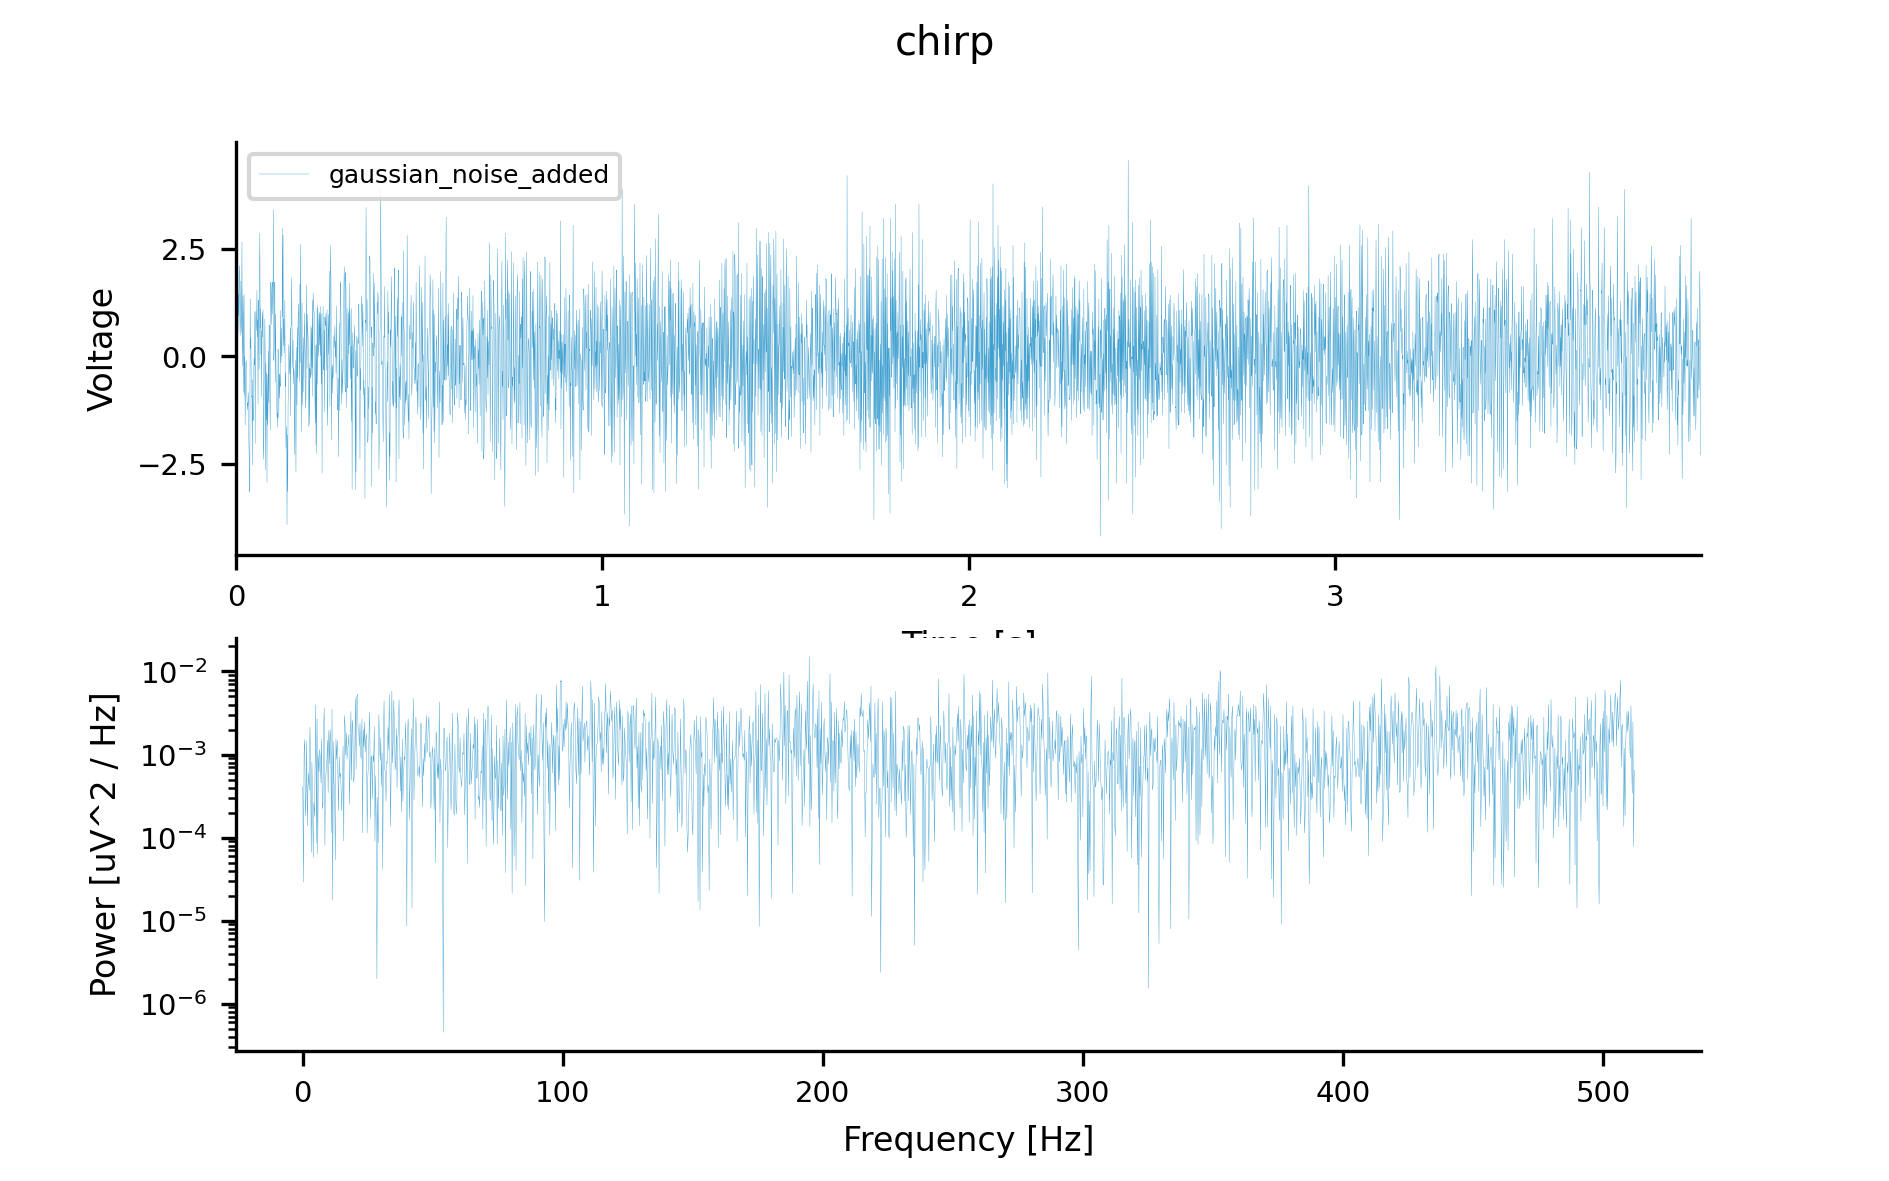 chirp
gaussian_noise_added
Voltage
2.5
0.0
−2.5
0 1 2 3
Time [s]
Power [uV^2 / Hz]
10^−2
10^−3
10^−4
10^−5
10^−6
0 100 200 300 400 500
Frequency [Hz]